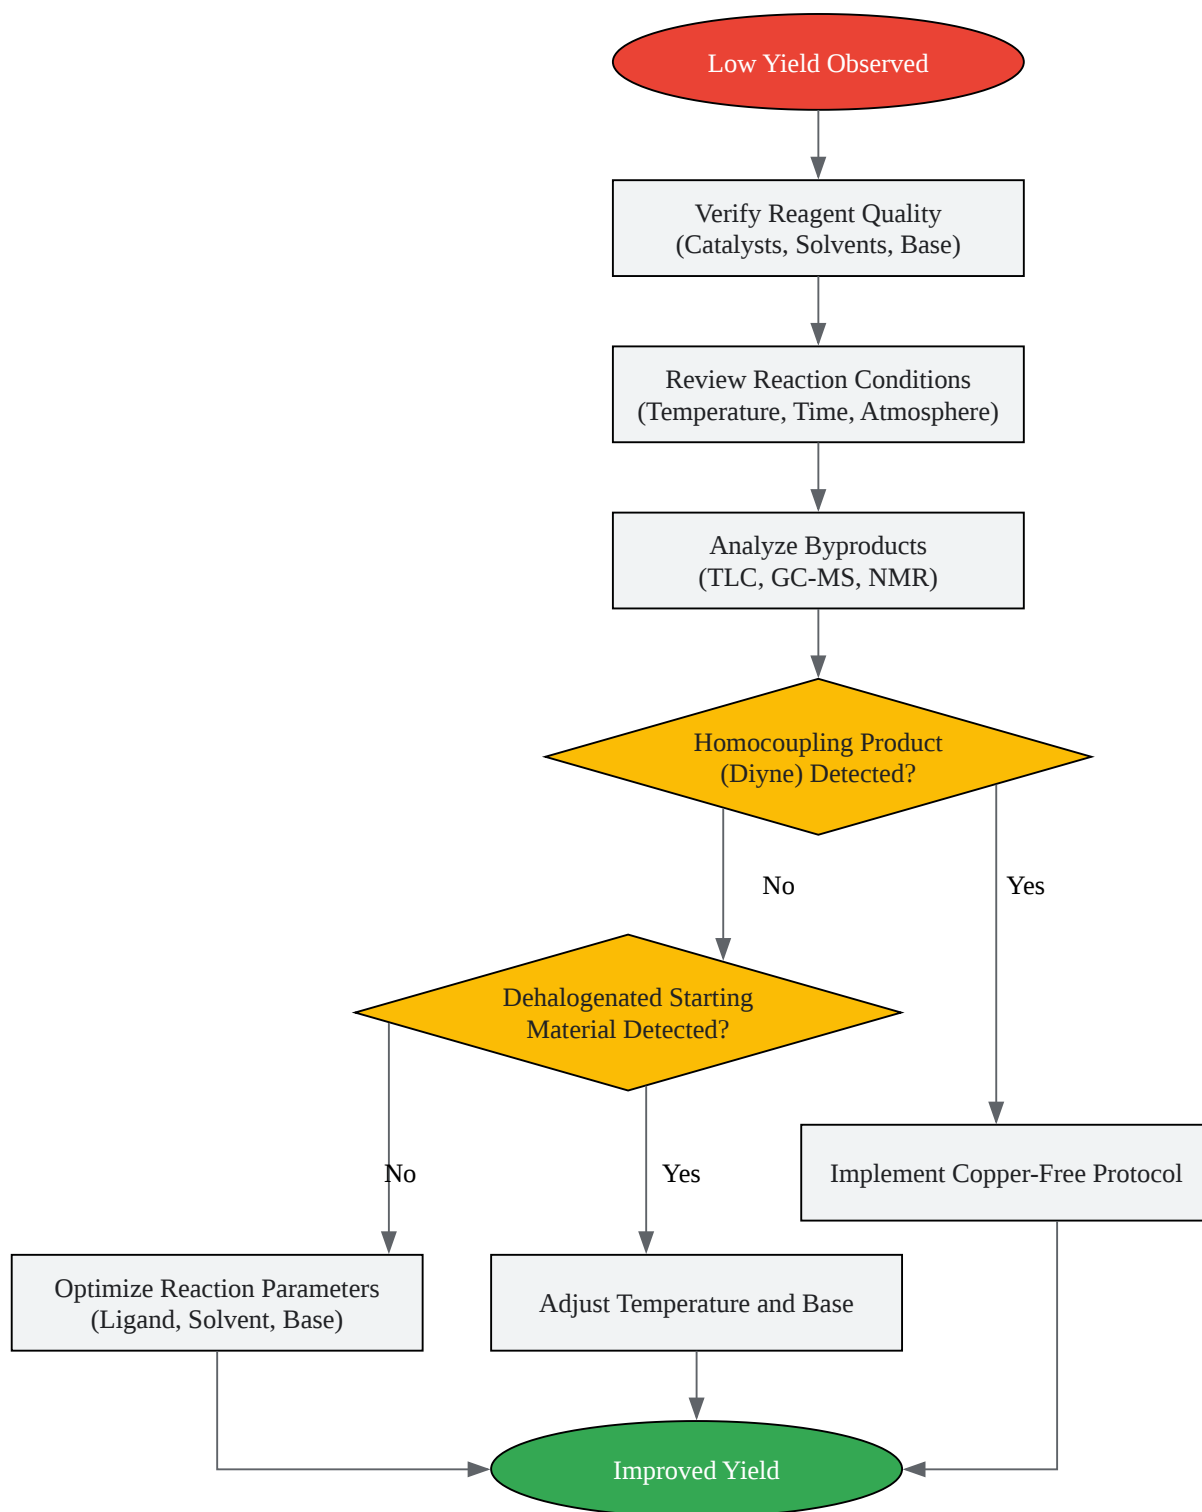 Low Yield Observed
Verify Reagent Quality
(Catalysts, Solvents, Base)
Review Reaction Conditions
(Temperature, Time, Atmosphere)
Analyze Byproducts
(TLC, GC-MS, NMR)
Homocoupling Product
(Diyne) Detected?
No
Yes
Dehalogenated Starting
Material Detected?
No
Yes
Implement Copper-Free Protocol
Optimize Reaction Parameters
(Ligand, Solvent, Base)
Adjust Temperature and Base
Improved Yield